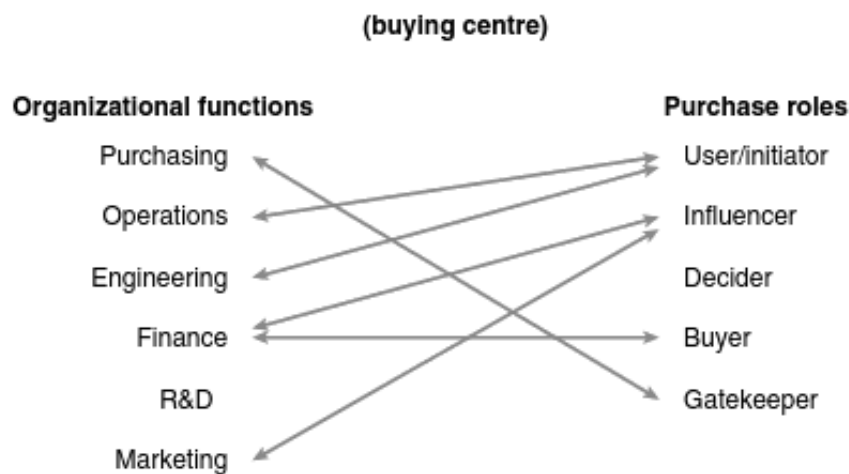 (buying centre)
Organizational functions
Purchase roles
Purchasing
User/initiator
Operations
Influencer
Engineering
Decider
Finance
Buyer
R&D
Gatekeeper
Marketing